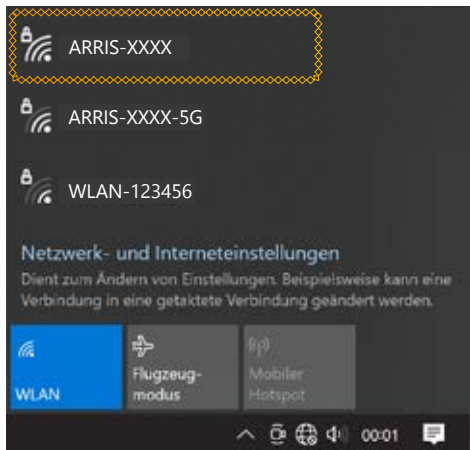 ARRIS-XXXX
ARRIS-XXXX-5G
WLAN-123456
Netzwerk- und Interneteinstellungen
Dient zum Ändern von Einstellungen. Beispielsweise kann eine
Verbindung in eine getaktete Verbindung geändert werden.
WLAN
Flugzeug-
modus
Mobiler
Hotspot
00:01